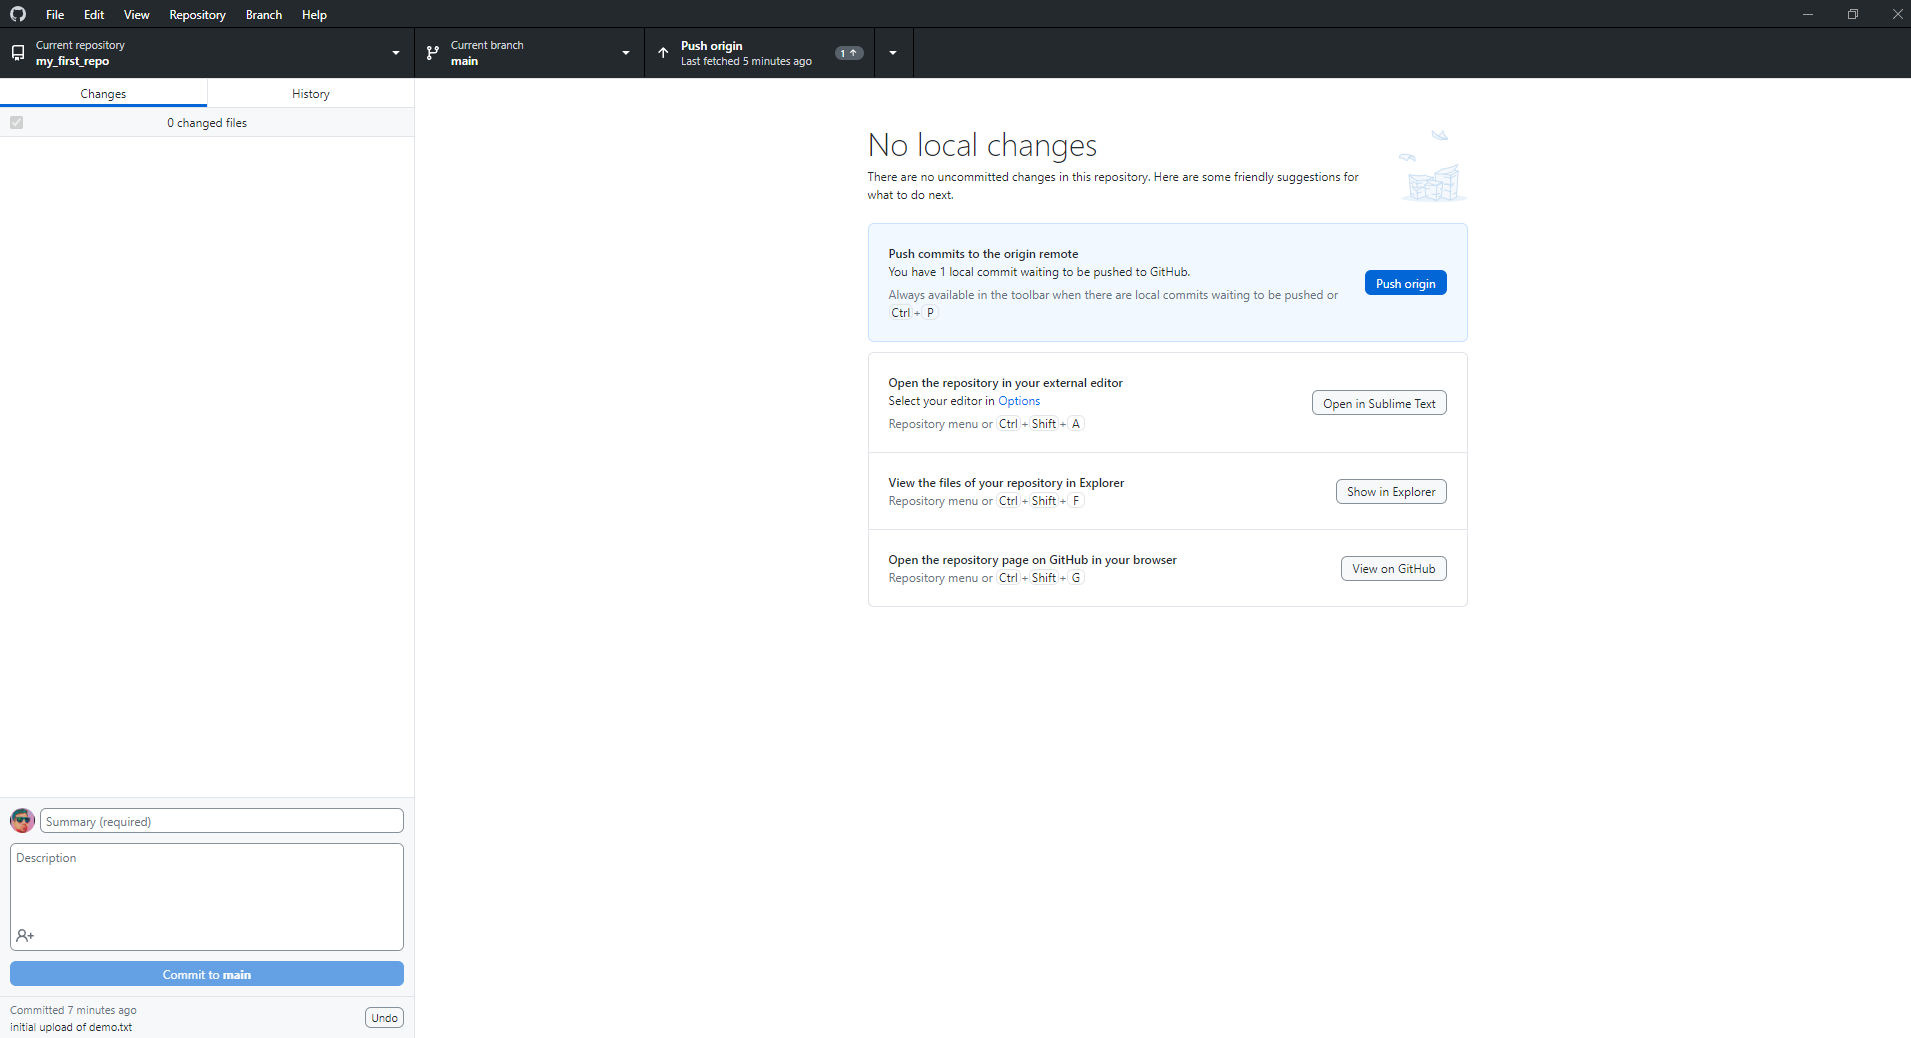 File Edit View Repository Branch Help
Current repository
my_first_repo
Current branch
main
Push origin
Last fetched 5 minutes ago
1
Changes
History
0 changed files
No local changes
There are no uncommitted changes in this repository. Here are some friendly suggestions for
what to do next.
Push commits to the origin remote
You have 1 local commit waiting to be pushed to GitHub.
Always available in the toolbar when there are local commits waiting to be pushed or
Ctrl + P
Push origin
Open the repository in your external editor
Select your editor in Options
Repository menu or Ctrl + Shift + A
Open in Sublime Text
View the files of your repository in Explorer
Repository menu or Ctrl + Shift + F
Show in Explorer
Open the repository page on GitHub in your browser
Repository menu or Ctrl + Shift + G
View on GitHub
Summary (required)
Description
Commit to main
Committed 7 minutes ago
initial upload of demo.txt
Undo